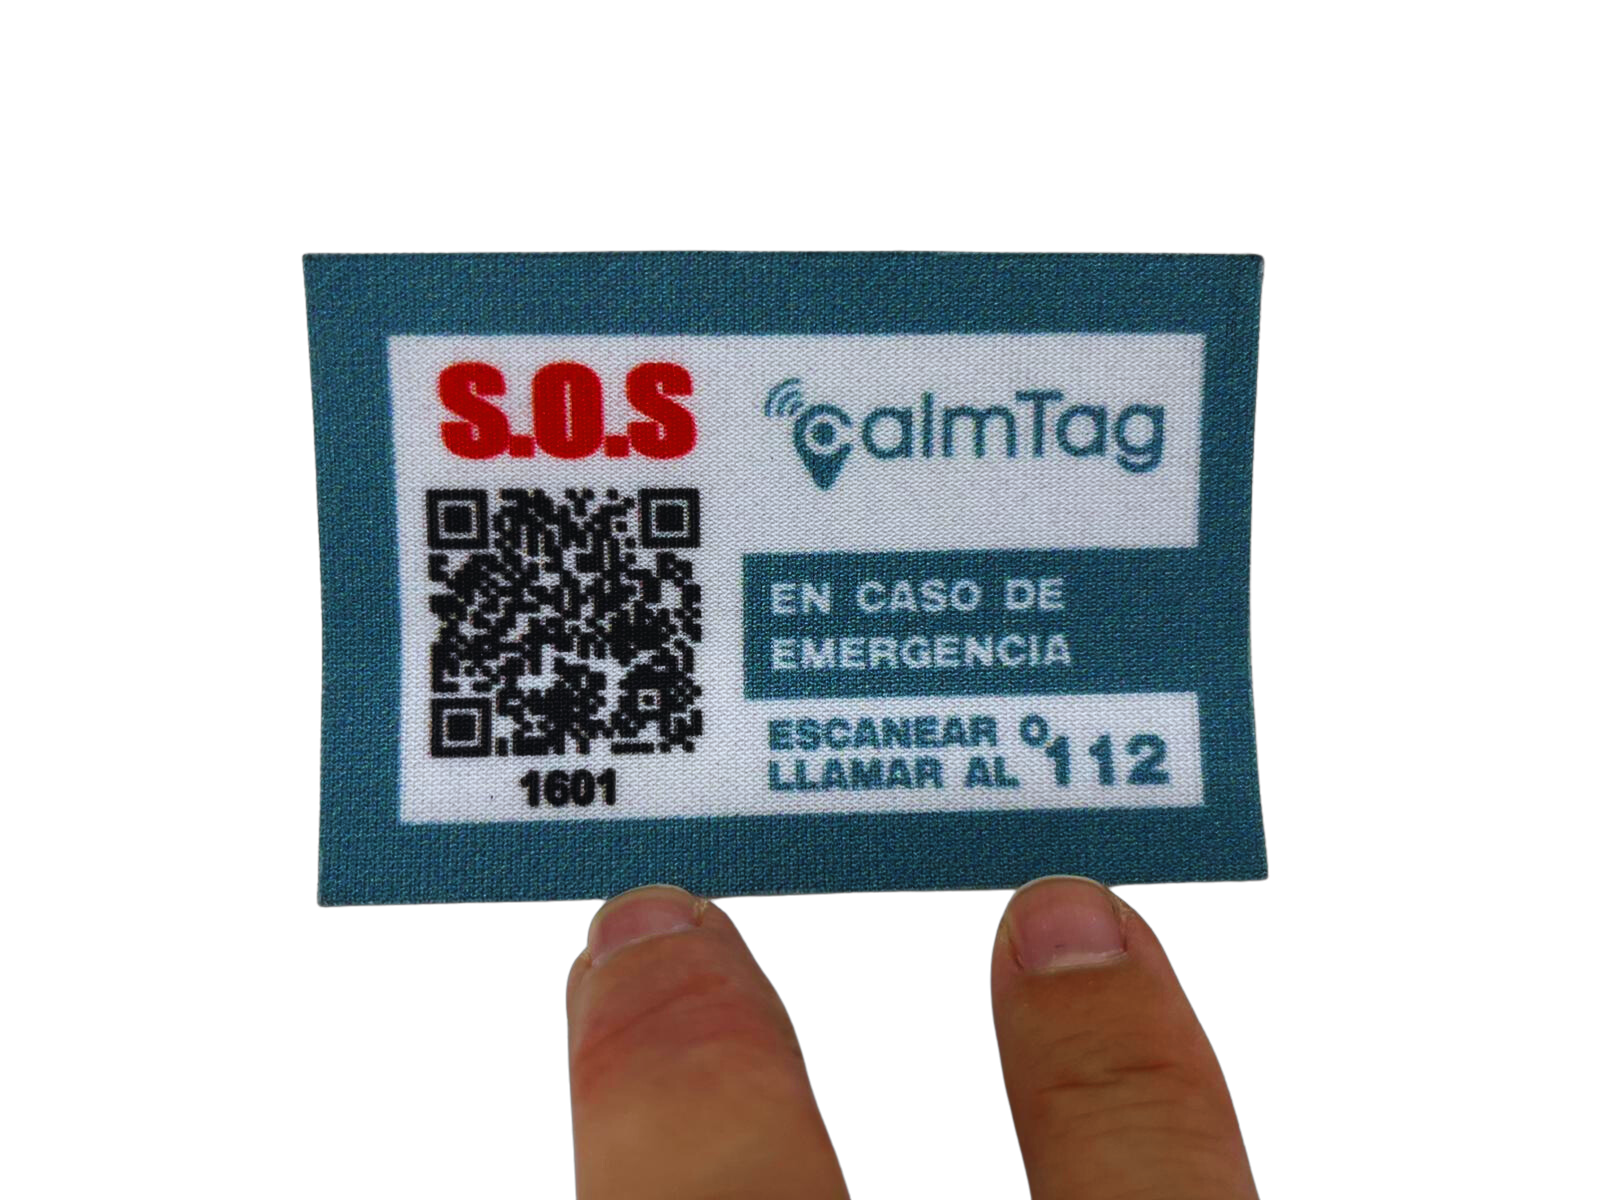 S.O.S
calmTag
1601
EN CASO DE
EMERGENCIA
ESCANEAR O
LLAMAR AL 112